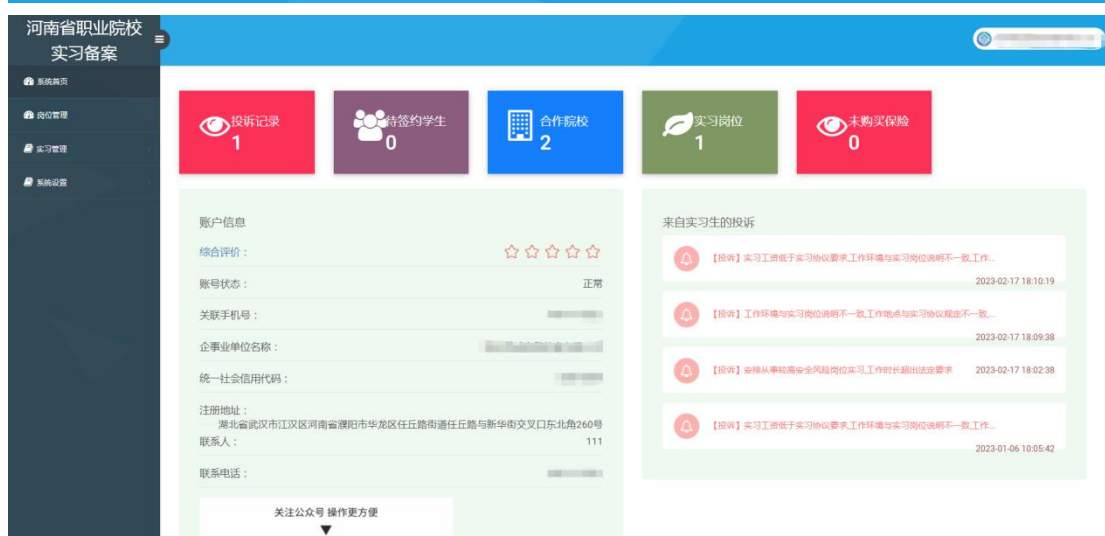 河南省职业院校
实习备案
系统首页
岗位管理
实习管理
系统设置
投诉记录
1
待签约学生
0
合作院校
2
实习岗位
1
未购买保险
0
账户信息
综合评价：
账号状态：
正常
关联手机号：
企事业单位名称：
统一社会信用代码：
注册地址：
湖北省武汉市江汉区河南省濮阳市华龙区任丘路街道任丘路与新华街交叉口东北角260号
联系人：
111
联系电话：
关注公众号 操作更方便
来自实习生的投诉
【投诉】实习工资低于实习协议要求,工作环境与实习岗位说明不一致,工作...
2023-02-17 18:10:19
【投诉】工作环境与实习岗位说明不一致,工作地点与实习协议规定不一致,...
2023-02-17 18:09:38
【投诉】安排从事较高安全风险岗位实习,工作时长超出法定要求
2023-02-17 18:02:38
【投诉】实习工资低于实习协议要求,工作环境与实习岗位说明不一致,工作...
2023-01-06 10:05:42